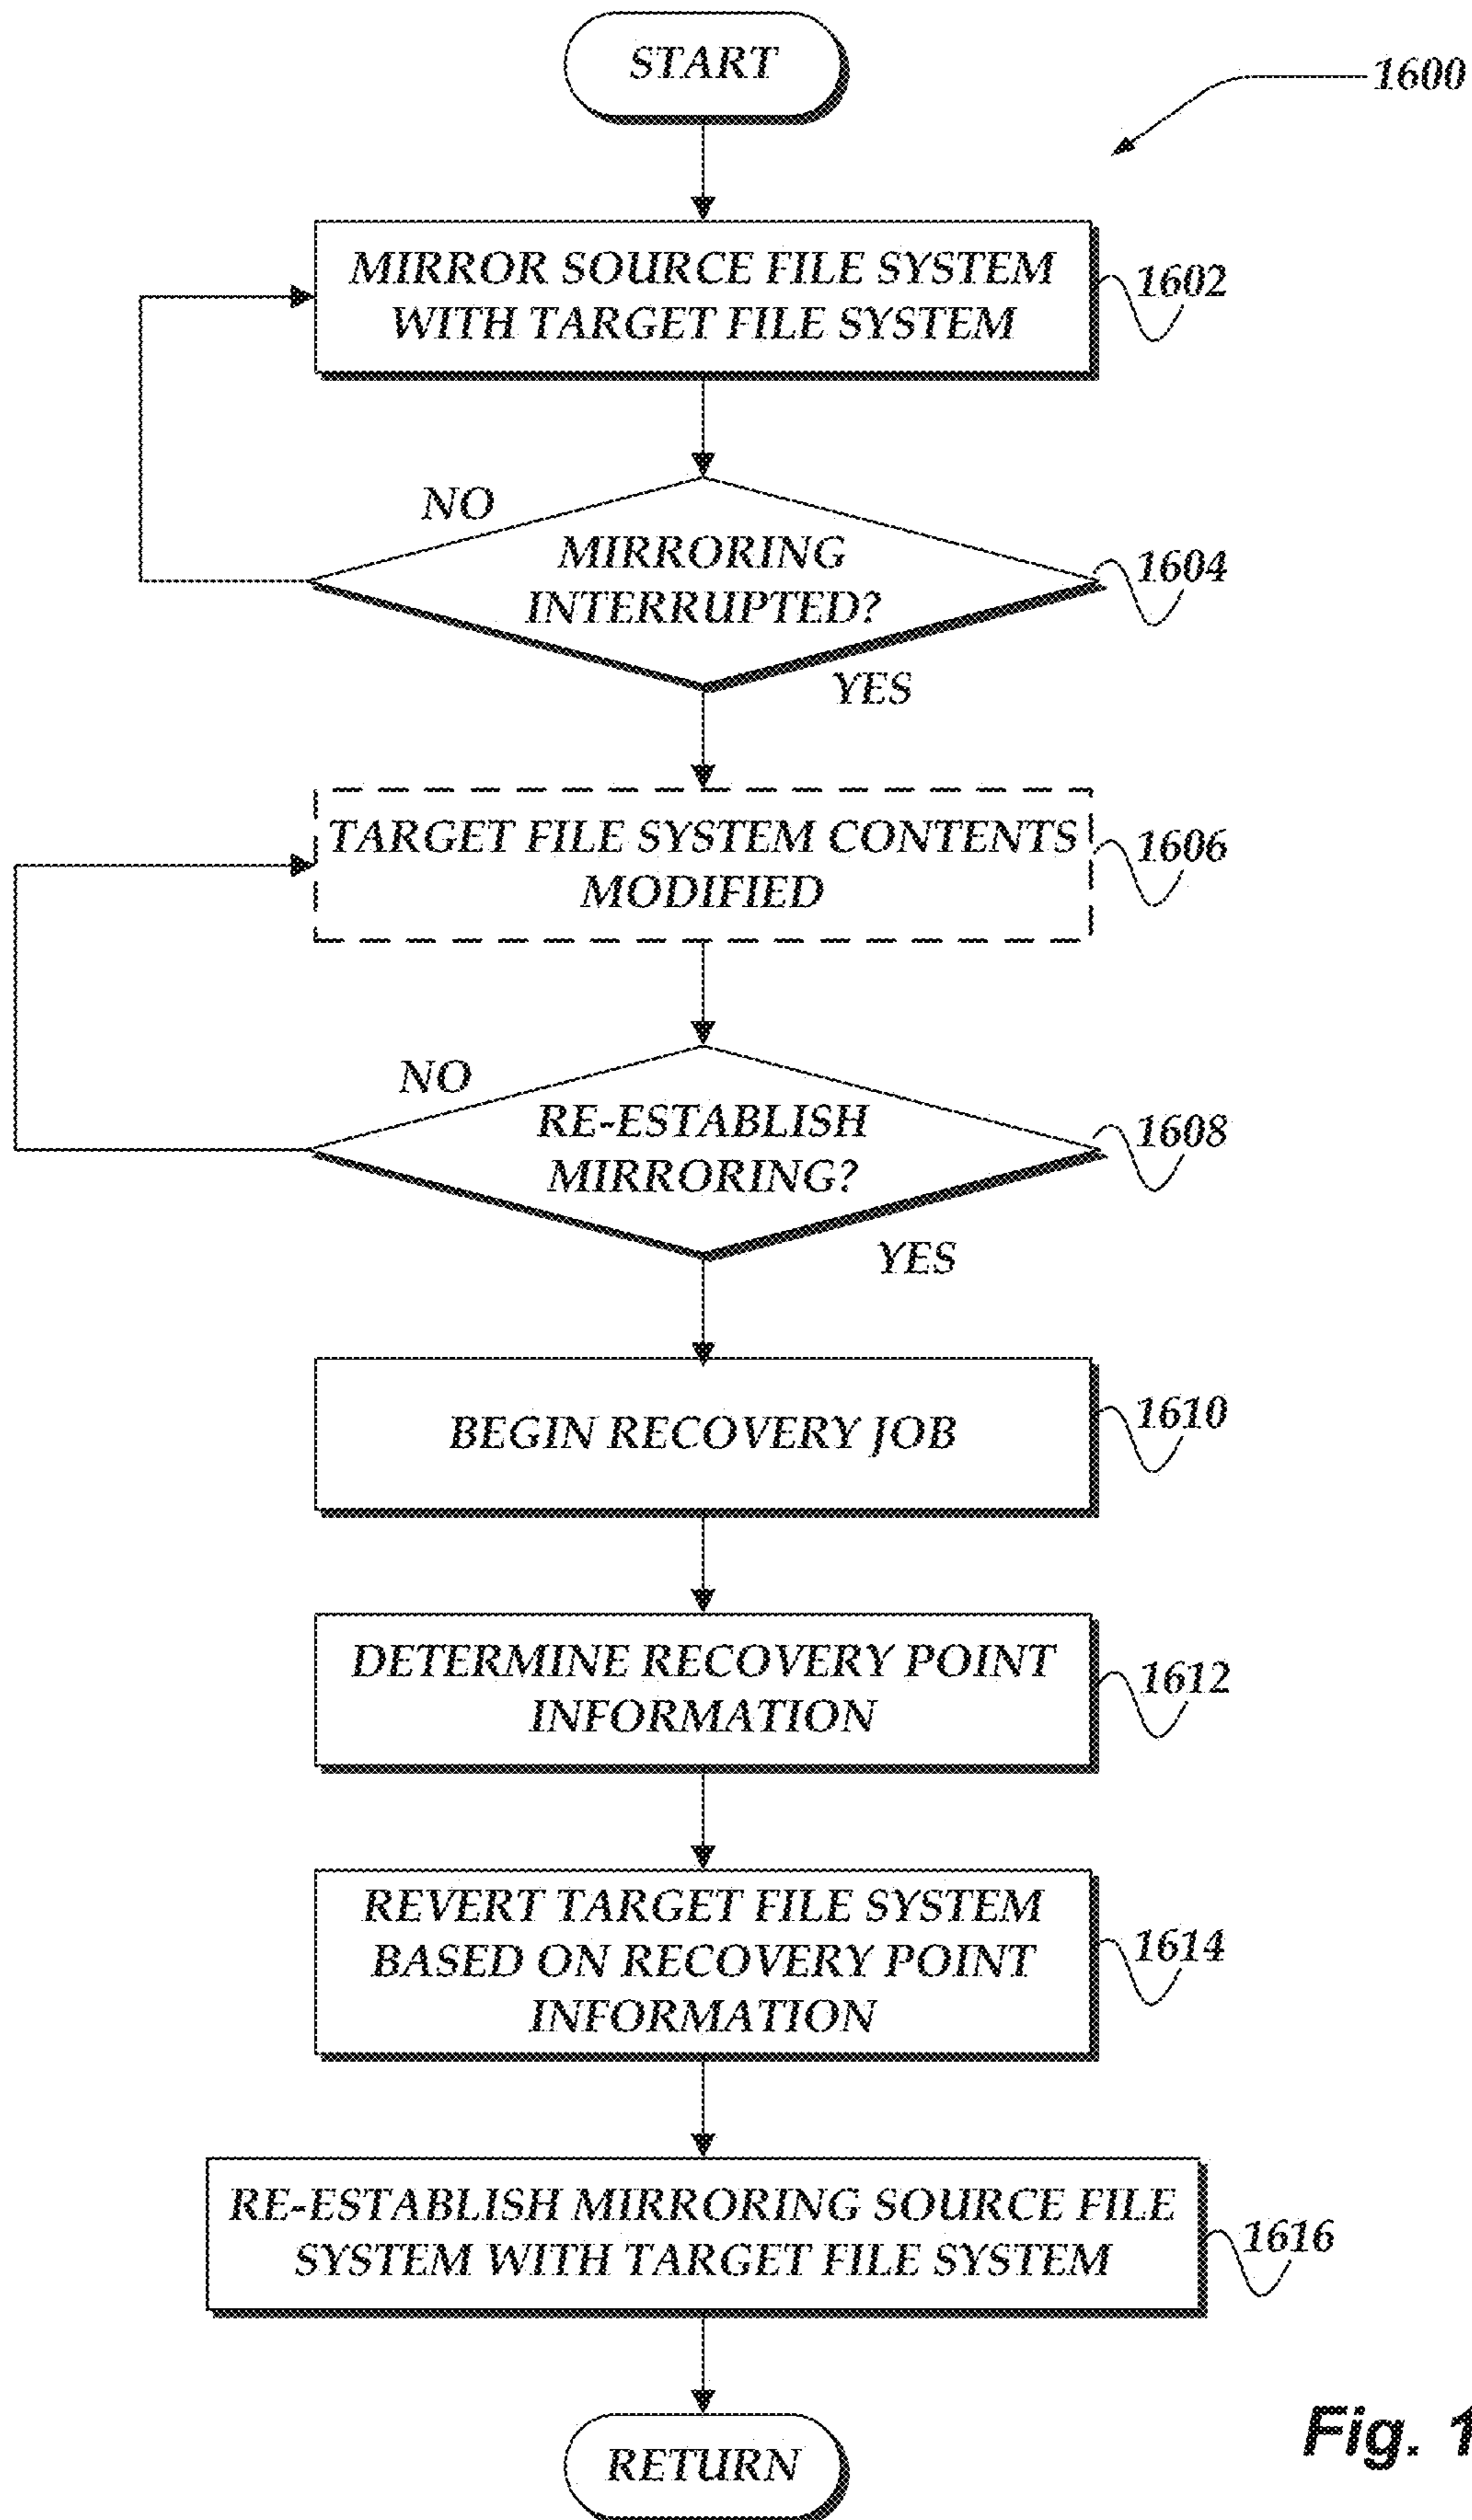 START
1600
MIRROR SOURCE FILE SYSTEM
WITH TARGET FILE SYSTEM
1602
NO
MIRRORING
INTERRUPTED?
1604
YES
TARGET FILE SYSTEM CONTENTS
MODIFIED
1606
NO
RE-ESTABLISH
MIRRORING?
1608
YES
BEGIN RECOVERY JOB
1610
DETERMINE RECOVERY POINT
INFORMATION
1612
REVERT TARGET FILE SYSTEM
BASED ON RECOVERY POINT
INFORMATION
1614
RE-ESTABLISH MIRRORING SOURCE FILE
SYSTEM WITH TARGET FILE SYSTEM
1616
Fig.
RETURN